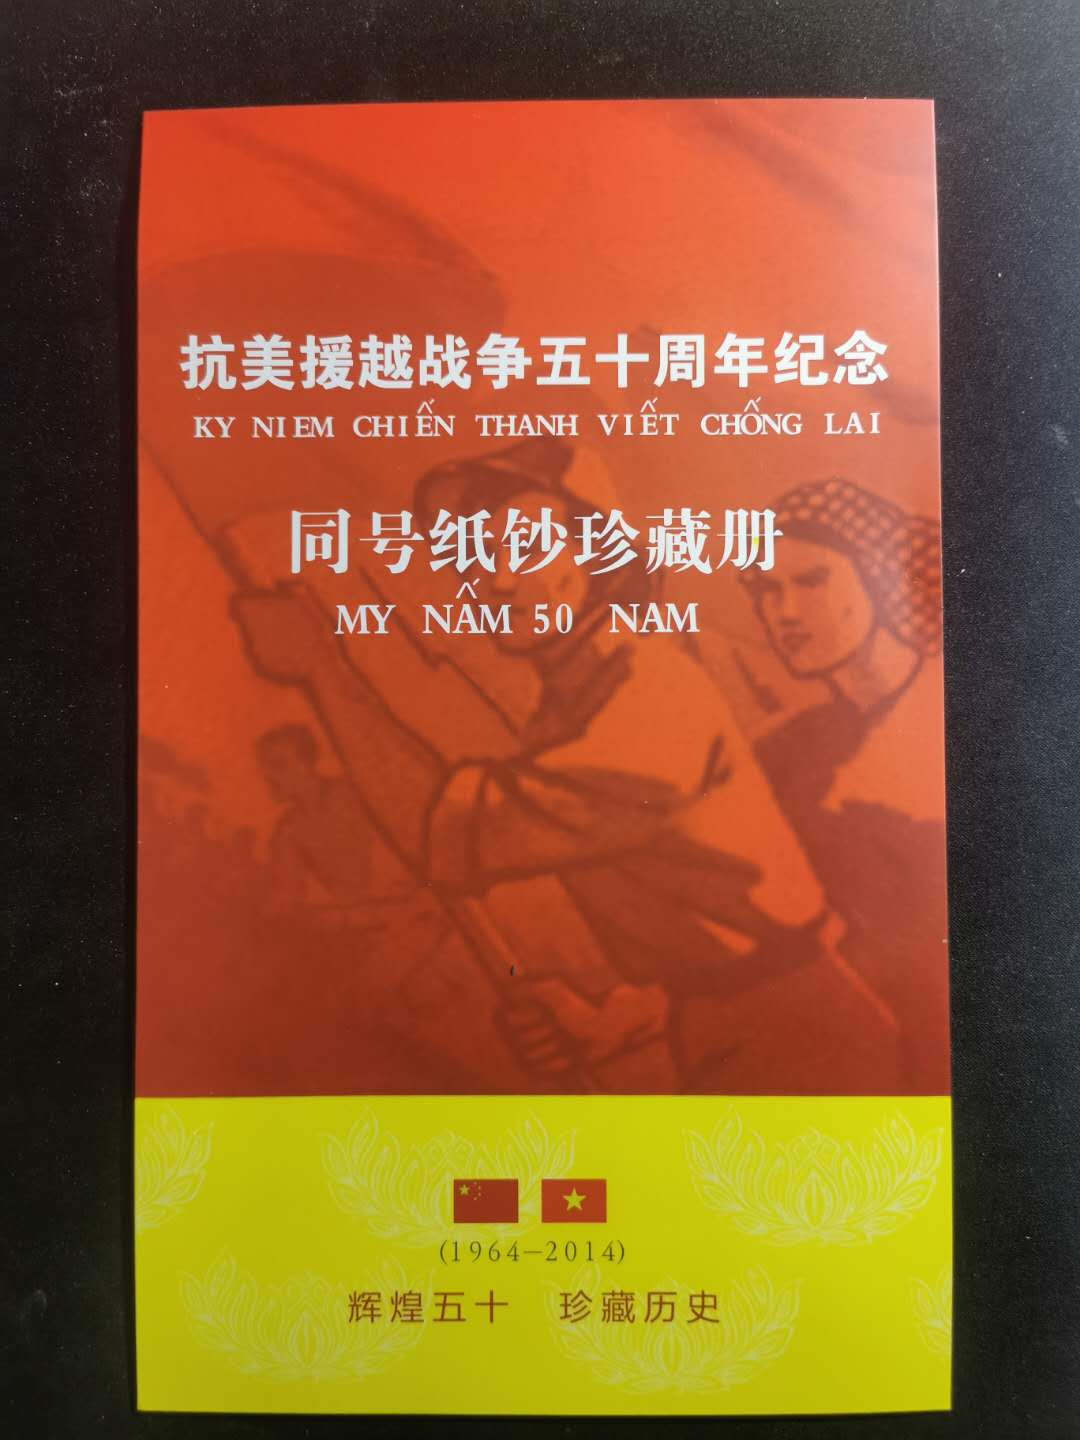 抗美援越战争五十周年纪念
KY NIEM CHIẾN THANH VIẾT CHỐNG LAI
同号纸钞珍藏册
MY NẤM 50 NAM
(1964-2014)
辉煌五十 珍藏历史